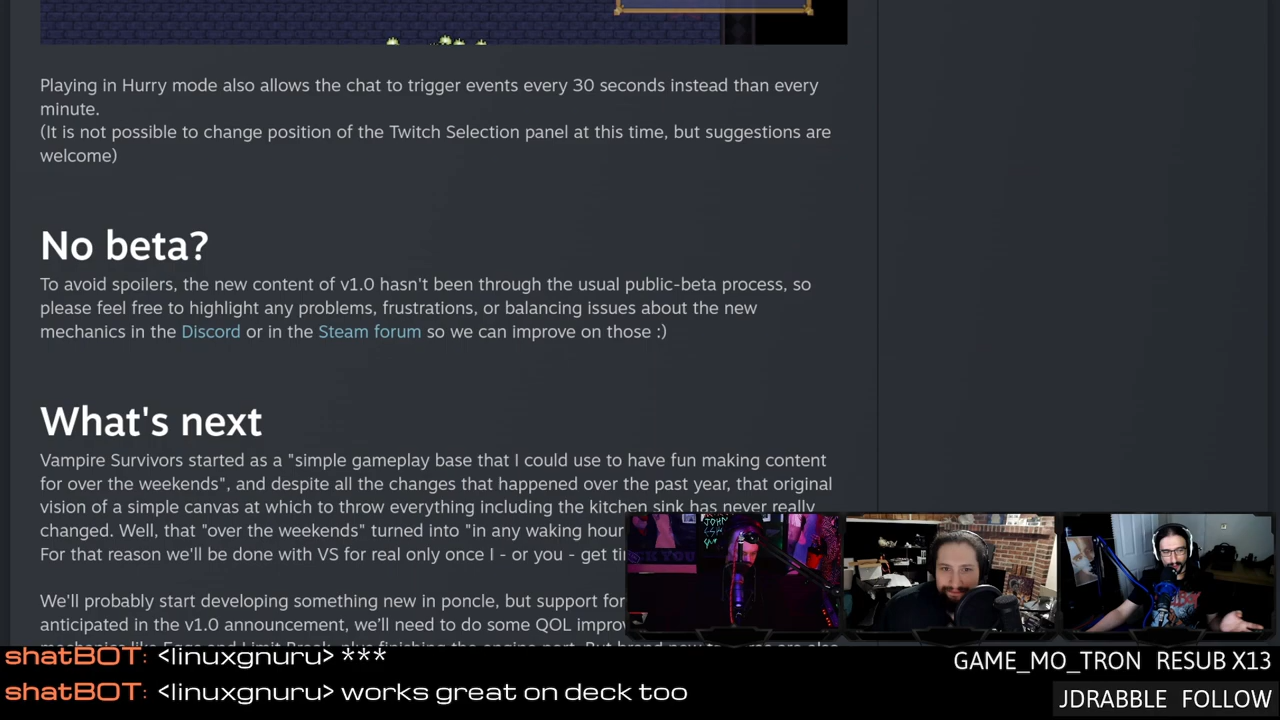 Playing in Hurry mode also allows the chat to trigger events every 30 seconds instead than every
minute.
(It is not possible to change position of the Twitch Selection panel at this time, but suggestions are
welcome)
No beta?
To avoid spoilers, the new content of v1.0 hasn't been through the usual public-beta process, so
please feel free to highlight any problems, frustrations, or balancing issues about the new
mechanics in the Discord or in the Steam forum so we can improve on those :)
What's next
Vampire Survivors started as a "simple gameplay base that I could use to have fun making content
for over the weekends", and despite all the changes that happened over the past year, that original
vision of a simple canvas at which to throw everything including the kitchen sink has never really
changed. Well, that "over the weekends" turned into "in any waking hour
For that reason we'll be done with VS for real only once I - or you - get
We'll probably start developing something new in poncle, but support for
anticipated in the v1.0 announcement, we'll need to do some QOL
JOHN
shatBOT: <linuxgnuru> ***
shatBOT: <linuxgnuru> works great on deck too
GAME_MO_TRON RESUB X13
JDRABBLE FOLLOW